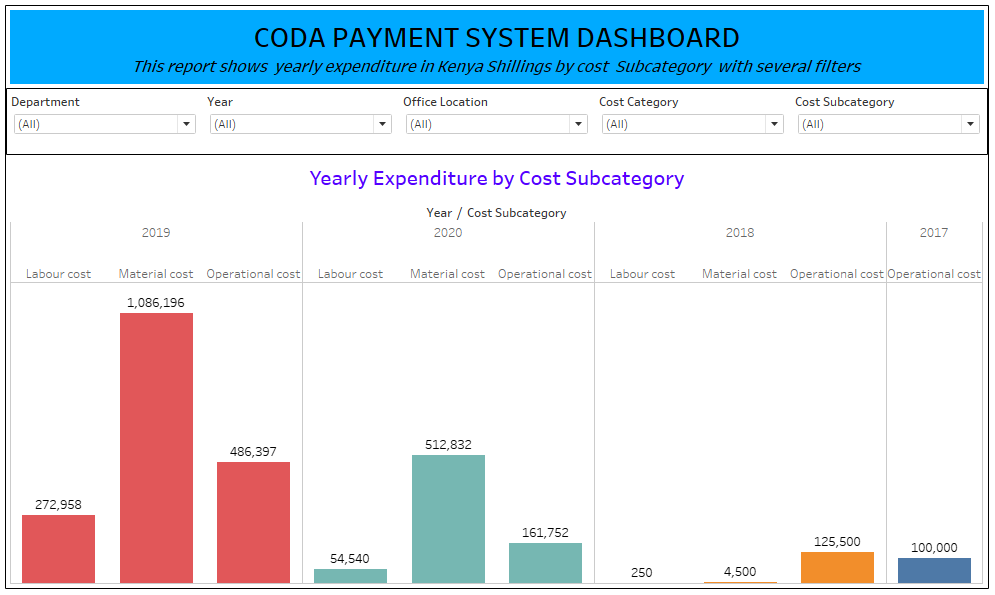 CODA PAYMENT SYSTEM DASHBOARD
This report shows yearly expenditure in Kenya Shillings by cost Subcategory with several filters
Department Year Office Location Cost Category Cost Subcategory
(All) (All) (All) (All) (All)
Yearly Expenditure by Cost Subcategory
Year / Cost Subcategory
2019 2020 2018 2017
Labour cost Material cost Operational cost Labour cost Material cost Operational cost Labour cost Material cost Operational cost Operational cost
1,086,196
512,832
486,397
272,958
161,752
125,500
100,000
54,540
250
4,500